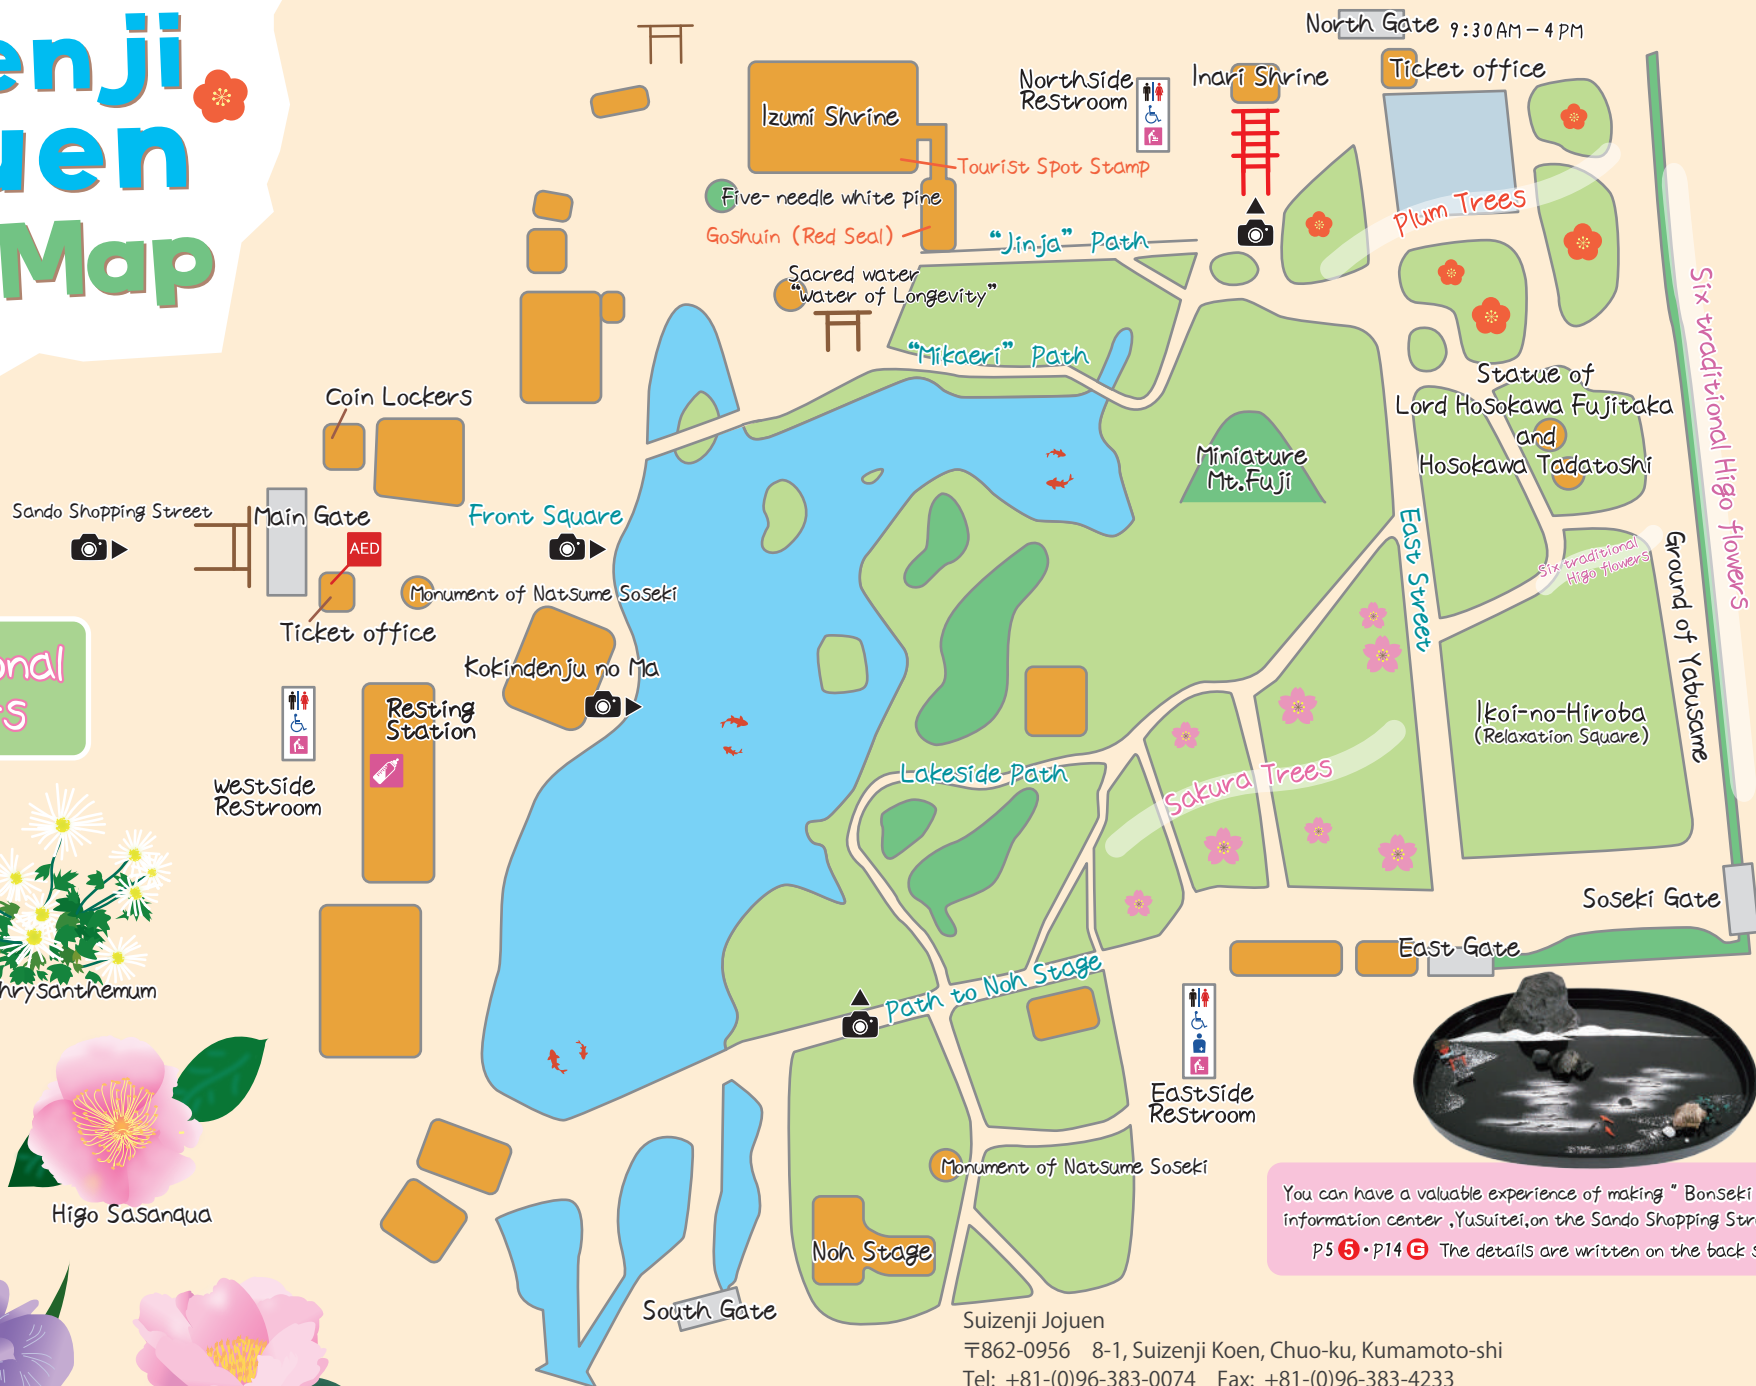 enji
uen
Map
North Gate 9:30AM-4PM
Ticket office
Inari Shrine
Northside
Restroom
Izumi Shrine
Tourist Spot Stamp
Five-needle white pine
Goshuin (Red Seal)
"Jinja" Path
Plum Trees
Sacred water
"Water of Longevity"
"Mikaeri" Path
Six traditional Higo flowers
Statue of
Lord Hosokawa Fujitaka
and
Hosokawa Tadatoshi
Coin Lockers
Miniature
Mt.Fuji
Sando Shopping Street
Main Gate
Front Square
AED
East Street
Six traditional
Higo flowers
Ground of Yabusame
Monument of Natsume Soseki
Ticket office
Kokindenju no Ma
onal
rs
Resting
Station
Ikoi-no-Hiroba
(Relaxation Square)
Westside
Restroom
Lakeside Path
Sakura Trees
Soseki Gate
East Gate
hrysanthemum
Path to Noh Stage
Eastside
Restroom
Monument of Natsume Soseki
Higo Sasanqua
You can have a valuable experience of making " Bonseki
information center ,Yusuitei,on the Sando Shopping Str
P5 5・P14 G The details are written on the back s
Noh Stage
South Gate
Suizenji Jojuen
〒862-0956 8-1, Suizenji Koen, Chuo-ku, Kumamoto-shi
Tel: +81-(0)96-383-0074 Fax: +81-(0)96-383-4233